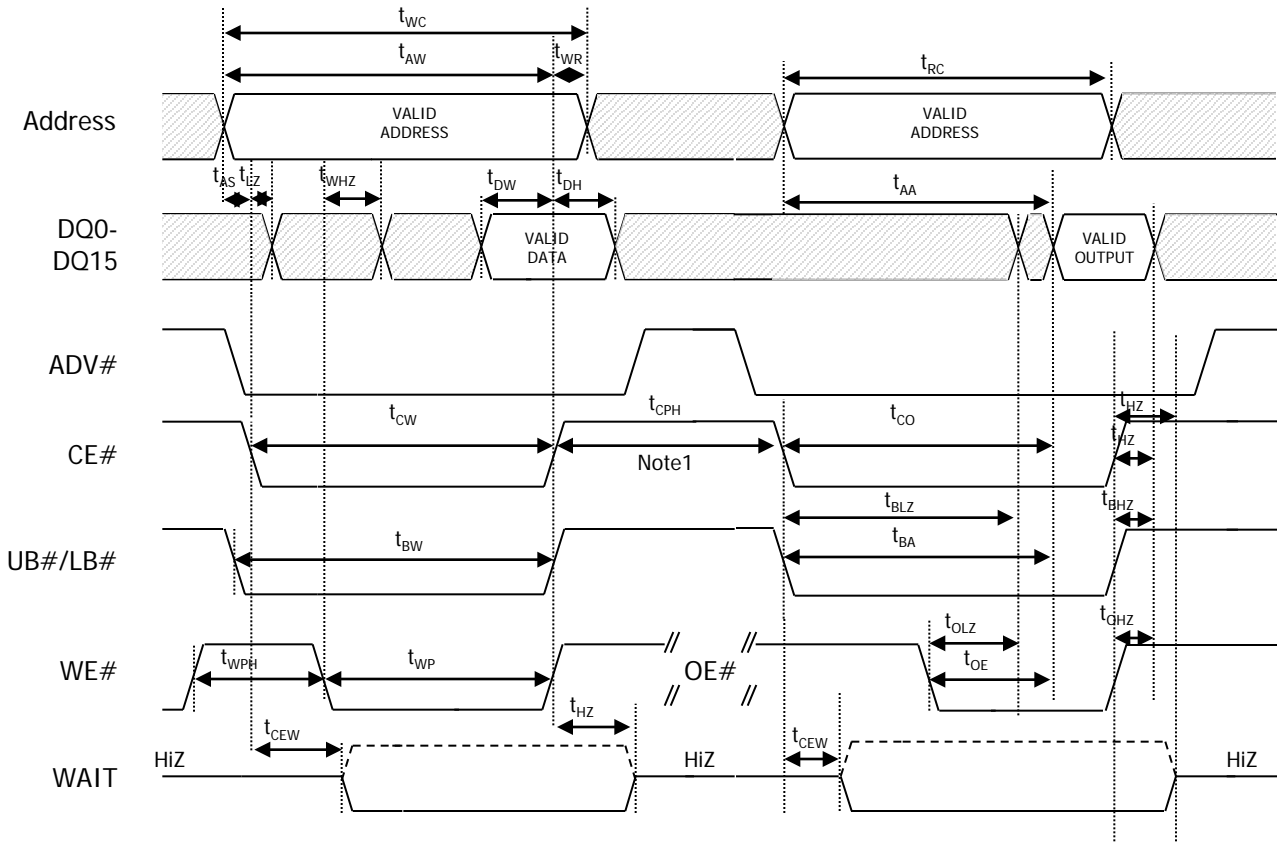 tWC
tAW
tWR
tRC
Address
VALID
ADDRESS
VALID
ADDRESS
tAS
tLZ
tWHZ
tDW
tDH
tAA
DQ0-
DQ15
VALID
DATA
VALID
OUTPUT
ADV#
tCW
tCPH
tCO
tHZ
CE#
Note1
tHZ
tBLZ
tBHZ
UB#/LB#
tBW
tBA
tOLZ
tOHZ
WE#
tWPH
tWP
OE#
tOE
tCEW
tHZ
tCEW
WAIT
HiZ
HiZ
HiZ